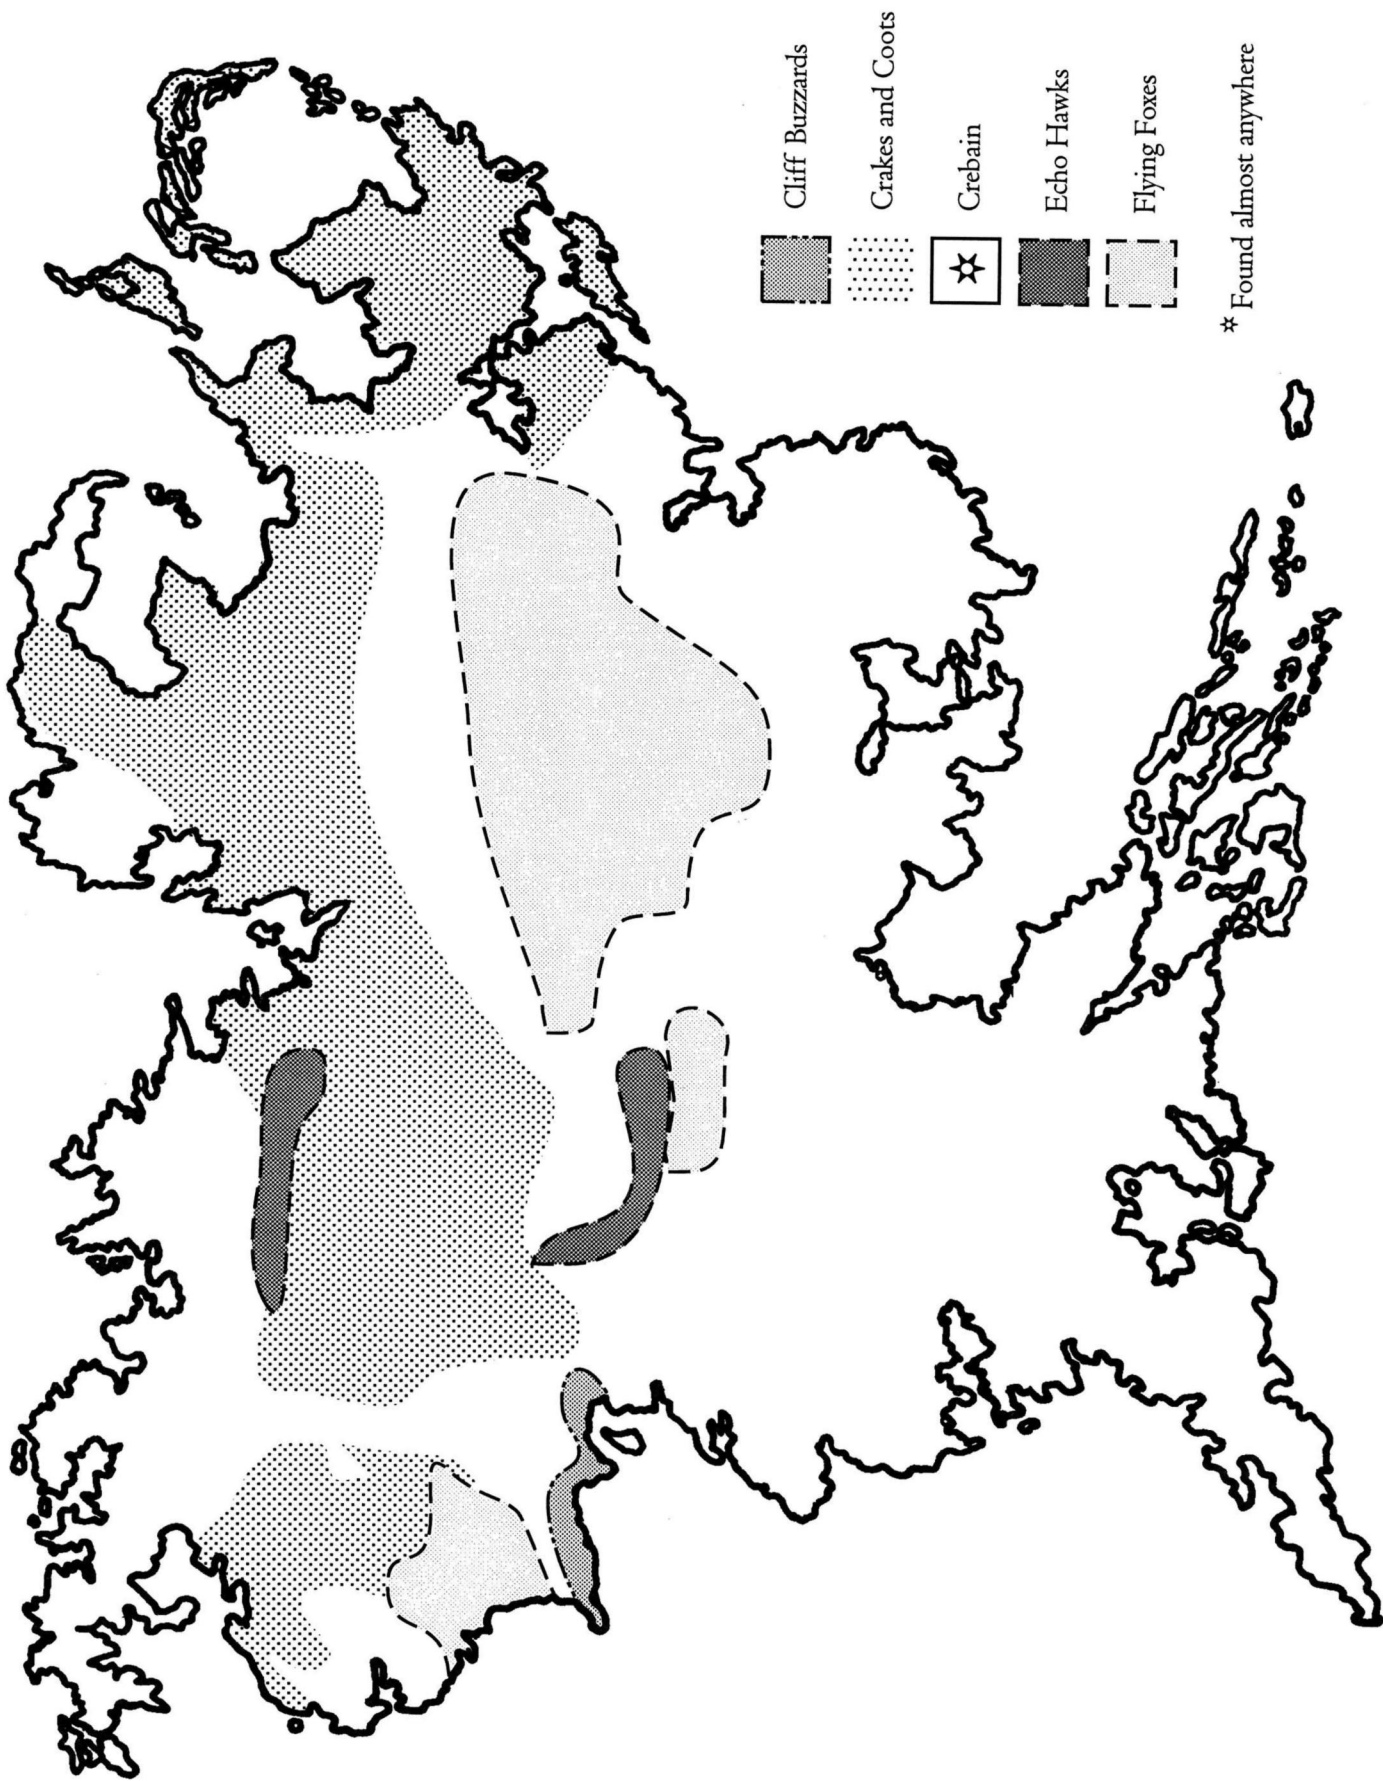 Cliff Buzzards
Crakes and Coots
Crebain
Echo Hawks
Flying Foxes
* Found almost anywhere